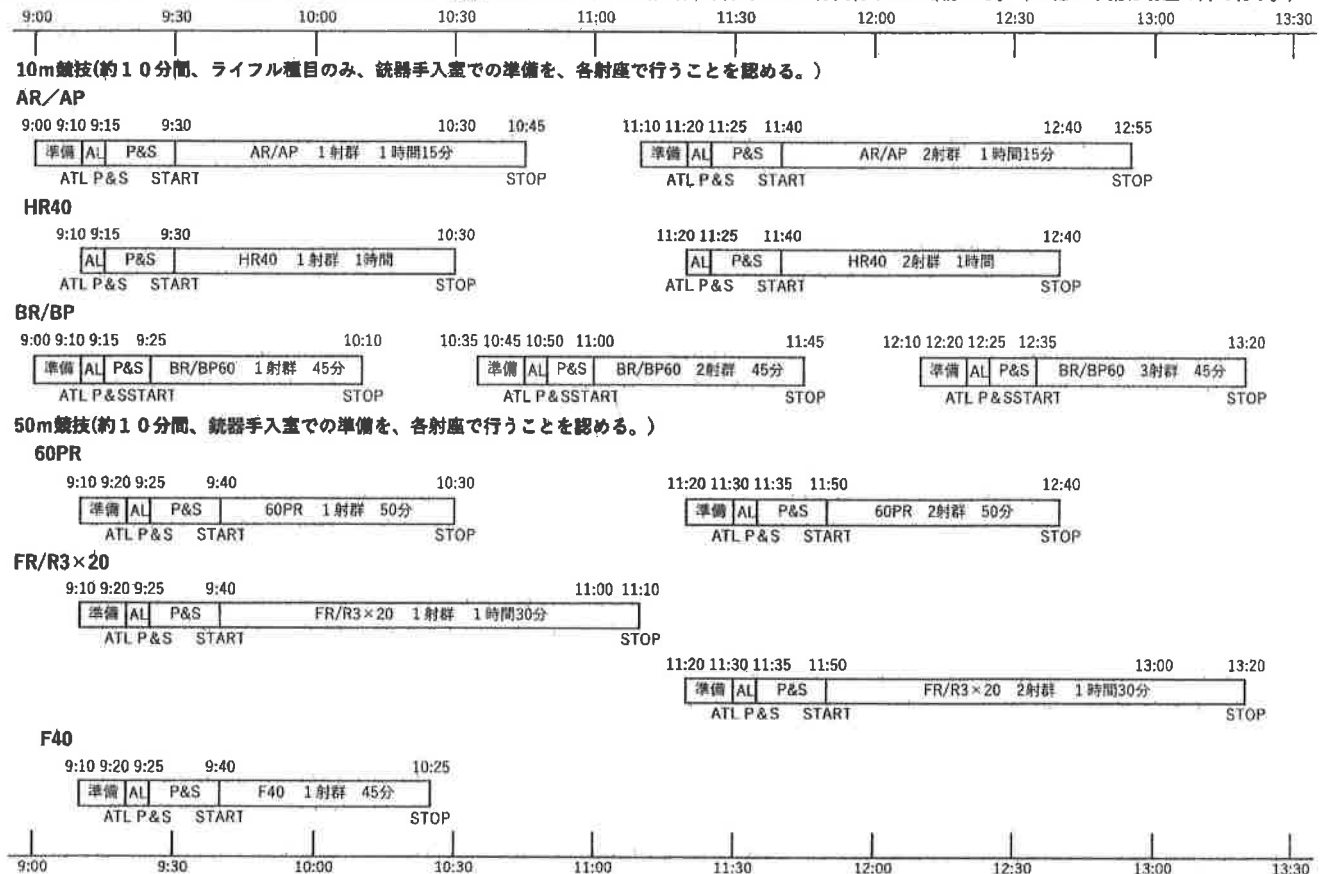 9:00 9:30 10:00 10:30 11:00 11:30 12:00 12:30 13:00 13:30
10m競技(約10分間、ライフル種目のみ、銃器手入室での準備を、各射座で行うことを認める。)
AR/AP
9:00 9:10 9:15 9:30 10:30 10:45 11:10 11:20 11:25 11:40 12:40 12:55
準備 AL P&S AR/AP 1射群 1時間15分 準備 AL P&S AR/AP 2射群 1時間15分
ATL P&S START STOP ATL P&S START STOP
HR40
9:10 9:15 9:30 10:30 11:20 11:25 11:40 12:40
AL P&S HR40 1射群 1時間 AL P&S HR40 2射群 1時間
ATL P&S START STOP ATL P&S START STOP
BR/BP
9:00 9:10 9:15 9:25 10:10 10:35 10:45 10:50 11:00 11:45 12:10 12:20 12:25 12:35 13:20
準備 AL P&S BR/BP60 1射群 45分 準備 AL P&S BR/BP60 2射群 45分 準備 AL P&S BR/BP60 3射群 45分
ATL P&SSTART STOP ATL P&SSTART STOP ATL P&SSTART STOP
50m競技(約10分間、銃器手入室での準備を、各射座で行うことを認める。)
60PR
9:10 9:20 9:25 9:40 10:30 11:20 11:30 11:35 11:50 12:40
準備 AL P&S 60PR 1射群 50分 準備 AL P&S 60PR 2射群 50分
ATL P&S START STOP ATL P&S START STOP
FR/R3×20
9:10 9:20 9:25 9:40 11:00 11:10
準備 AL P&S FR/R3×20 1射群 1時間30分
ATL P&S START STOP
11:20 11:30 11:35 11:50 13:00 13:20
準備 AL P&S FR/R3×20 2射群 1時間30分
ATL P&S START STOP
F40
9:10 9:20 9:25 9:40 10:25
準備 AL P&S F40 1射群 45分
ATL P&S START STOP
9:00 9:30 10:00 10:30 11:00 11:30 12:00 12:30 13:00 13:30